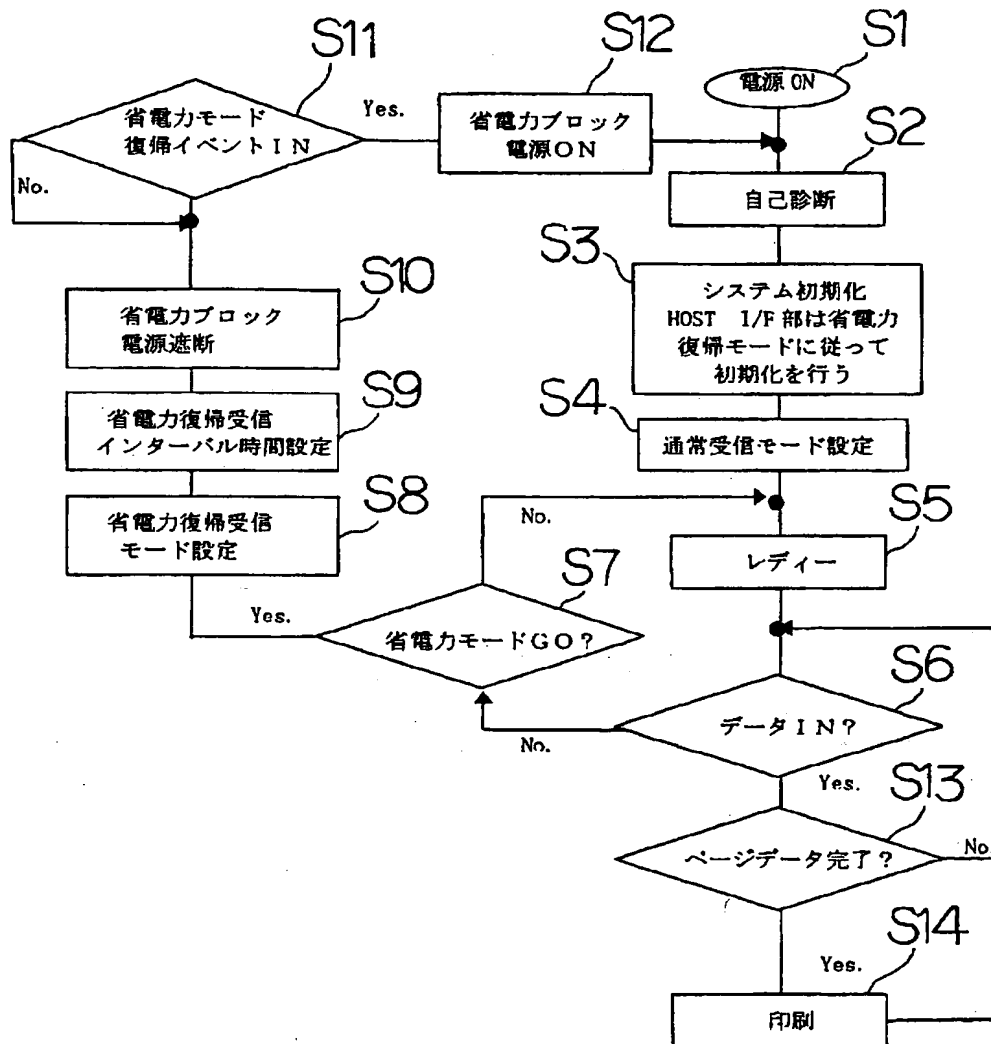 S11
省電力モード
復帰イベントIN
Yes.
No.
S12
省電力ブロック
電源ON
S1
電源ON
S2
自己診断
S3
システム初期化
HOST I/F部は省電力
復帰モードに従って
初期化を行う
S10
省電力ブロック
電源遮断
S9
省電力復帰受信
インターバル時間設定
S4
通常受信モード設定
S8
省電力復帰受信
モード設定
No.
S5
レディー
S7
省電力モードGO?
Yes.
S6
データIN?
No.
Yes.
S13
ページデータ完了?
No
S14
Yes.
印刷